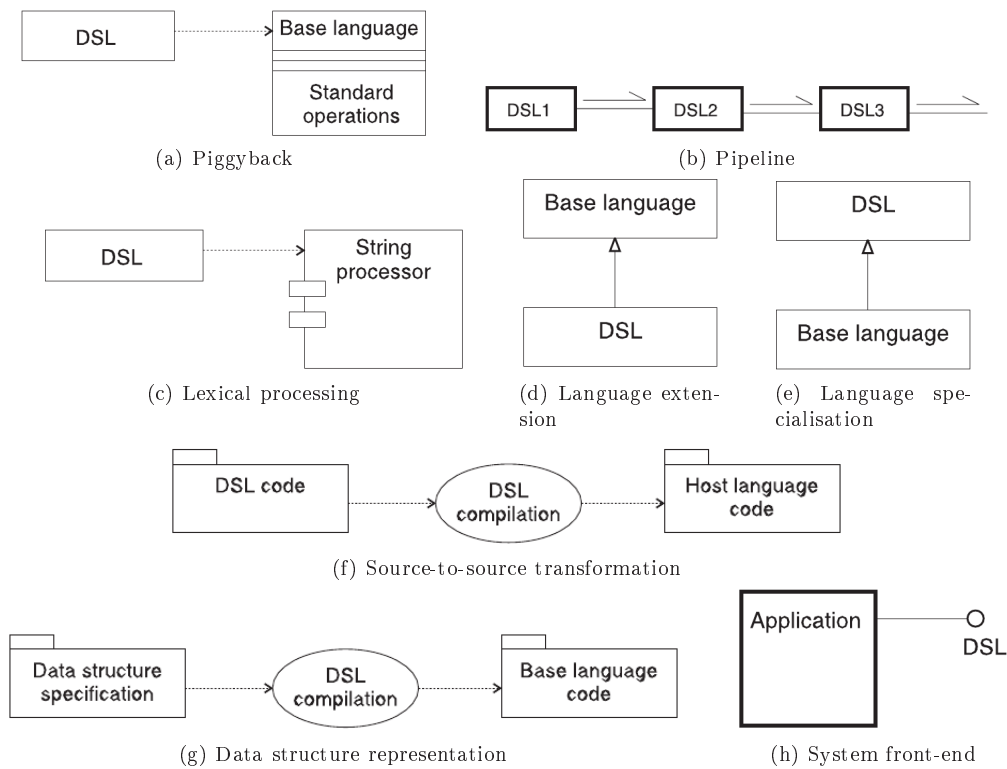 DSL
Base language
Standard
operations
(a) Piggyback
DSL1
DSL2
DSL3
(b) Pipeline
DSL
String
processor
(c) Lexical processing
Base language
DSL
(d) Language exten-
sion
DSL
Base language
(e) Language spe-
cialisation
DSL code
DSL
compilation
Host language
code
(f) Source-to-source transformation
Data structure
specification
DSL
compilation
Base language
code
(g) Data structure representation
Application
DSL
(h) System front-end